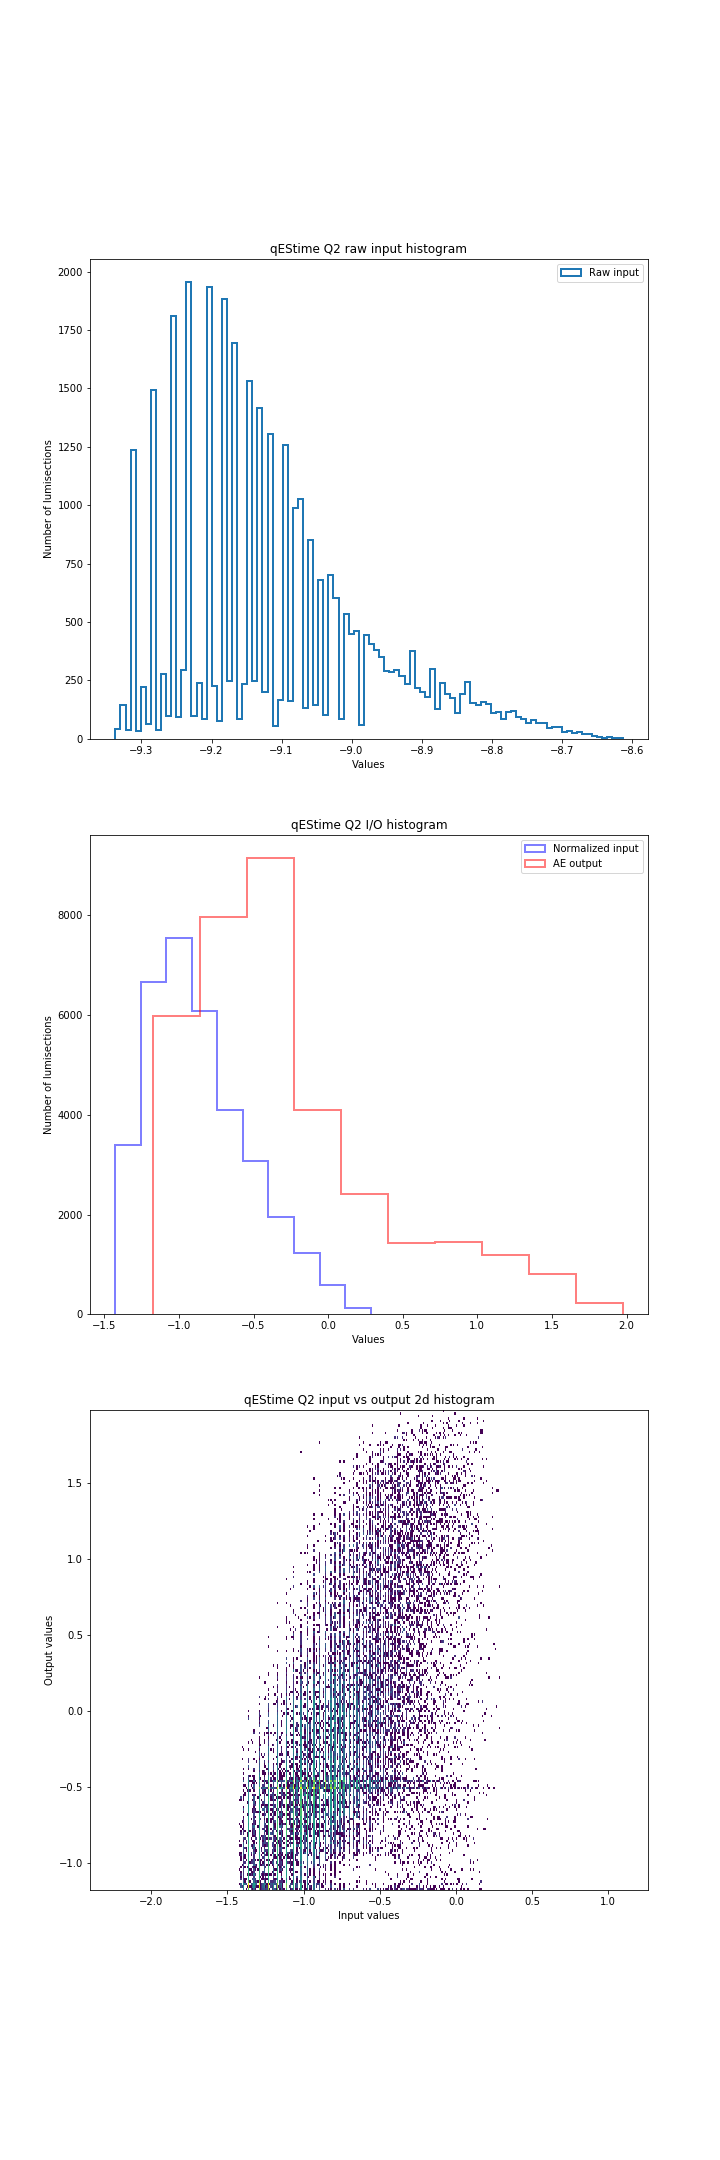 qEStime Q2 raw input histogram
Raw input
2000
1750
1500
1250
1000
750
500
250
0
Number of lumisections
−9.3 −9.2 −9.1 −9.0 −8.9 −8.8 −8.7 −8.6
Values
qEStime Q2 I/O histogram
Normalized input
AE output
8000
6000
4000
2000
0
Number of lumisections
−1.5 −1.0 −0.5 0.0 0.5 1.0 1.5 2.0
Values
qEStime Q2 input vs output 2d histogram
1.5
1.0
0.5
0.0
−0.5
−1.0
Output values
−2.0 −1.5 −1.0 −0.5 0.0 0.5 1.0
Input values